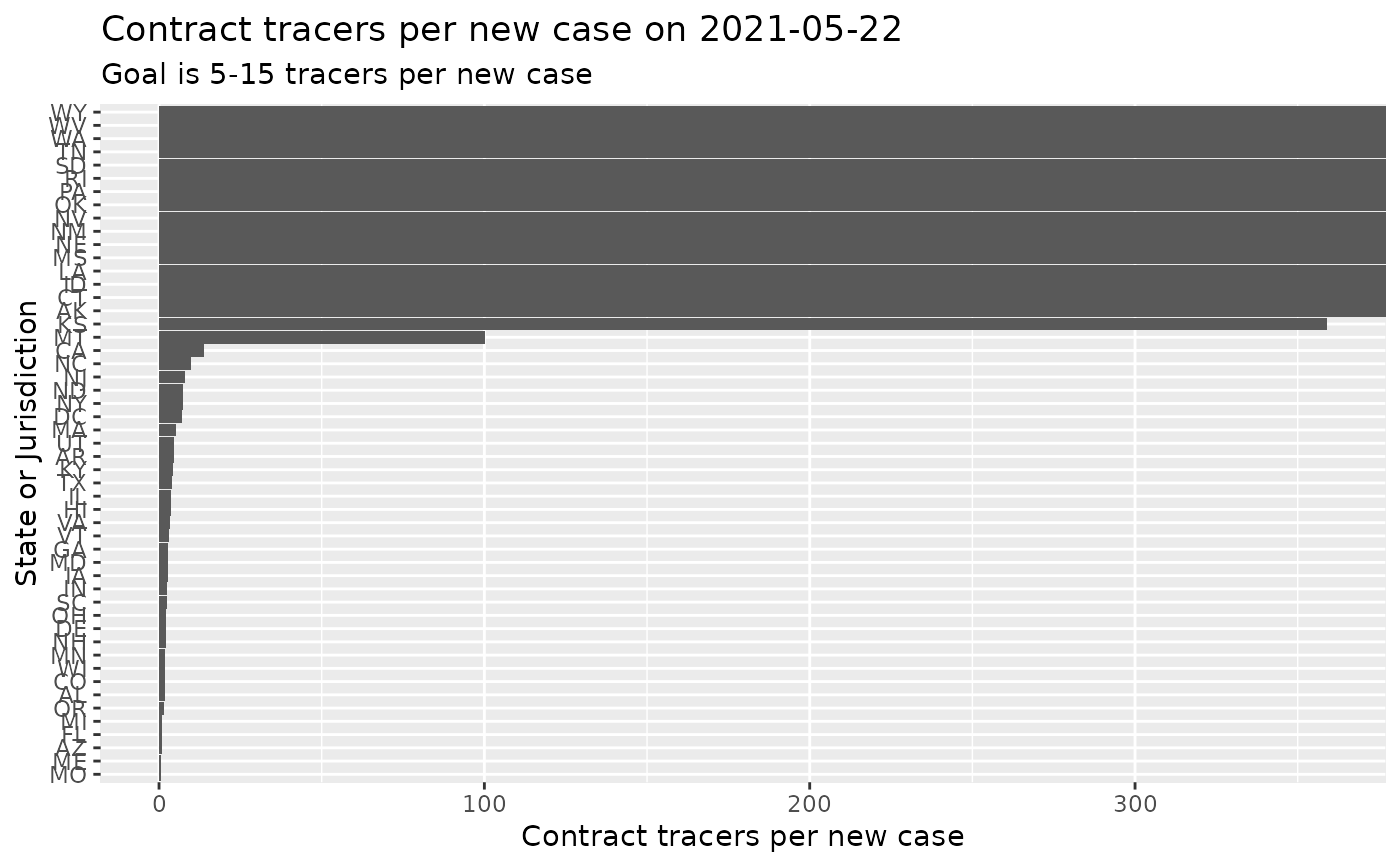 Contract tracers per new case on 2021-05-22
Goal is 5-15 tracers per new case
State or Jurisdiction
WY
WV
WA
TN
SD
RI
PA
OK
NV
NM
NE
MS
LA
ID
CT
AK
KS
MT
CA
NC
NJ
ND
NY
DC
MA
UT
AR
KY
TX
IL
HI
VA
VT
GA
MD
IA
IN
SC
OH
DE
NH
MN
WI
CO
AL
OR
MI
FL
AZ
ME
MO
0 100 200 300
Contract tracers per new case